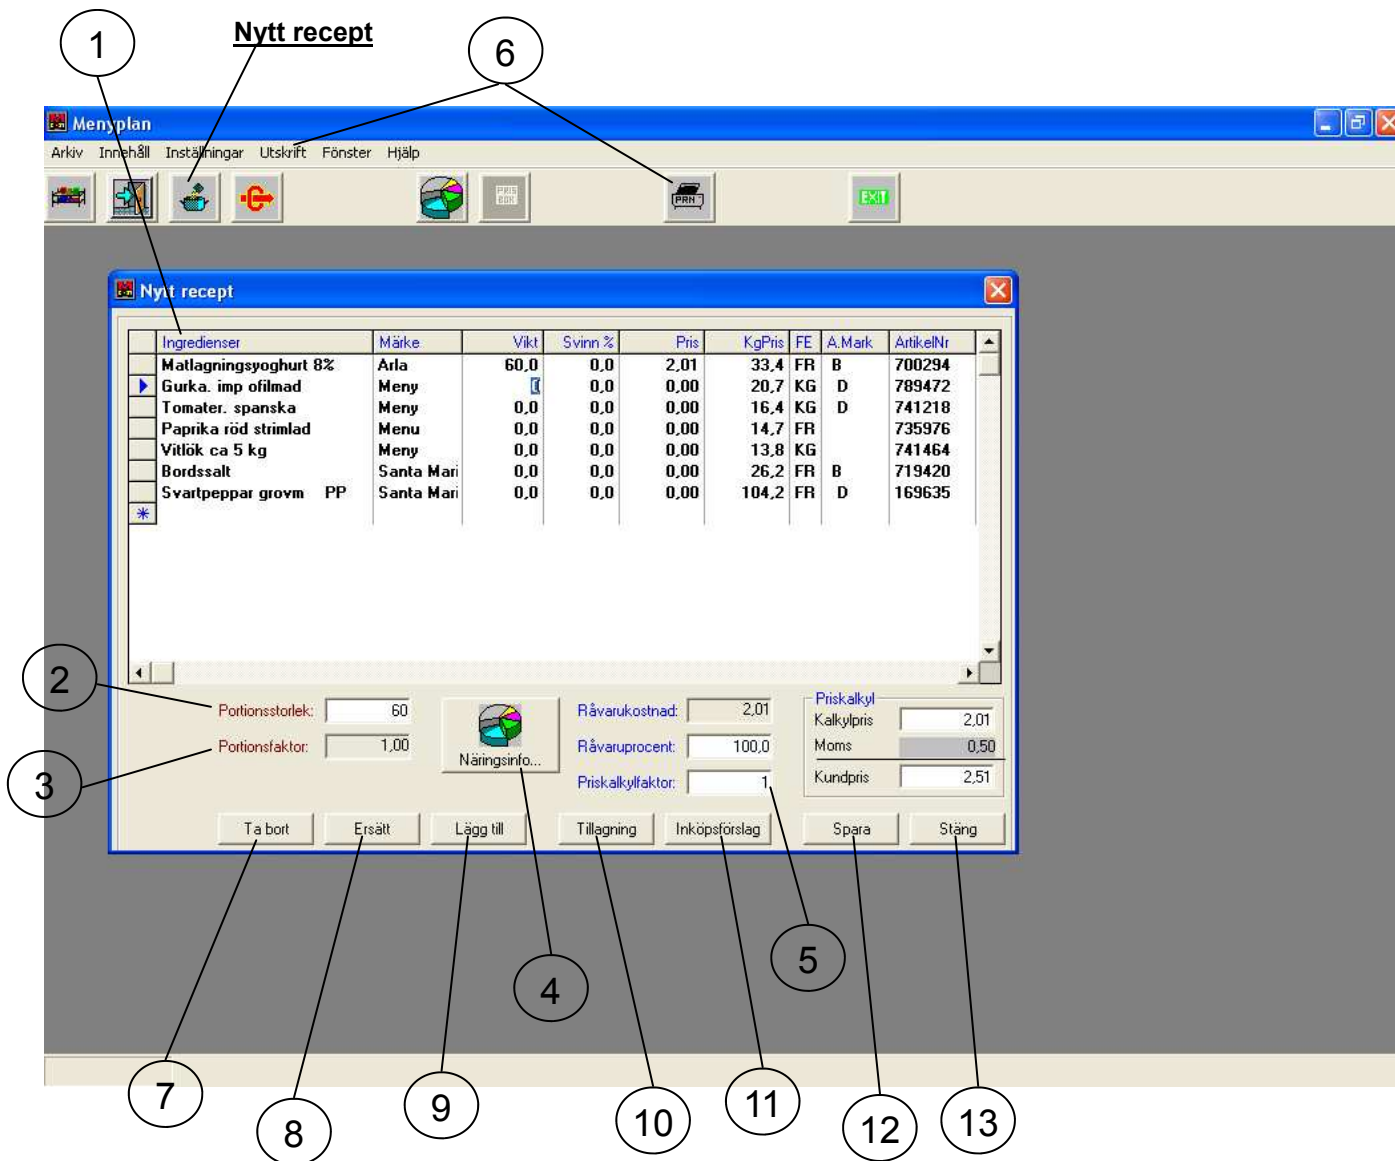 1
Nytt recept
6
Menyplan
Arkiv Innehåll Inställningar Utskrift Fönster Hjälp
PRIS
PRN
EXIT
Nytt recept
Ingredienser Märke Vikt Svinn % Pris KgPris FE A.Mark ArtikelNr
Matlagningsyoghurt 8% Arla 60,0 0,0 2,01 33,4 FR B 700294
Gurka. imp ofilmad Meny 0,0 0,00 20,7 KG D 789472
Tomater. spanska Meny 0,0 0,0 0,00 16,4 KG D 741218
Paprika röd strimlad Menu 0,0 0,0 0,00 14,7 FR 735976
Vitlök ca 5 kg Meny 0,0 0,0 0,00 13,8 KG 741464
Bordssalt Santa Mari 0,0 0,0 0,00 26,2 FR B 719420
Svartpeppar grovm PP Santa Mari 0,0 0,0 0,00 104,2 FR D 169635
2
Portionsstorlek: 60 Råvarukostnad: 2,01 Priskalkyl
Kalkylpris 2,01
Portionsfaktor: 1,00 Näringsinfo... Råvaruprocent: 100,0 Moms 0,50
3
Priskalkylfaktor: 1 Kundpris 2,51
Ta bort Ersätt Lägg till Tillagning Inköpsförslag Spara Stäng
5
4
7 8 9 10 11 12 13